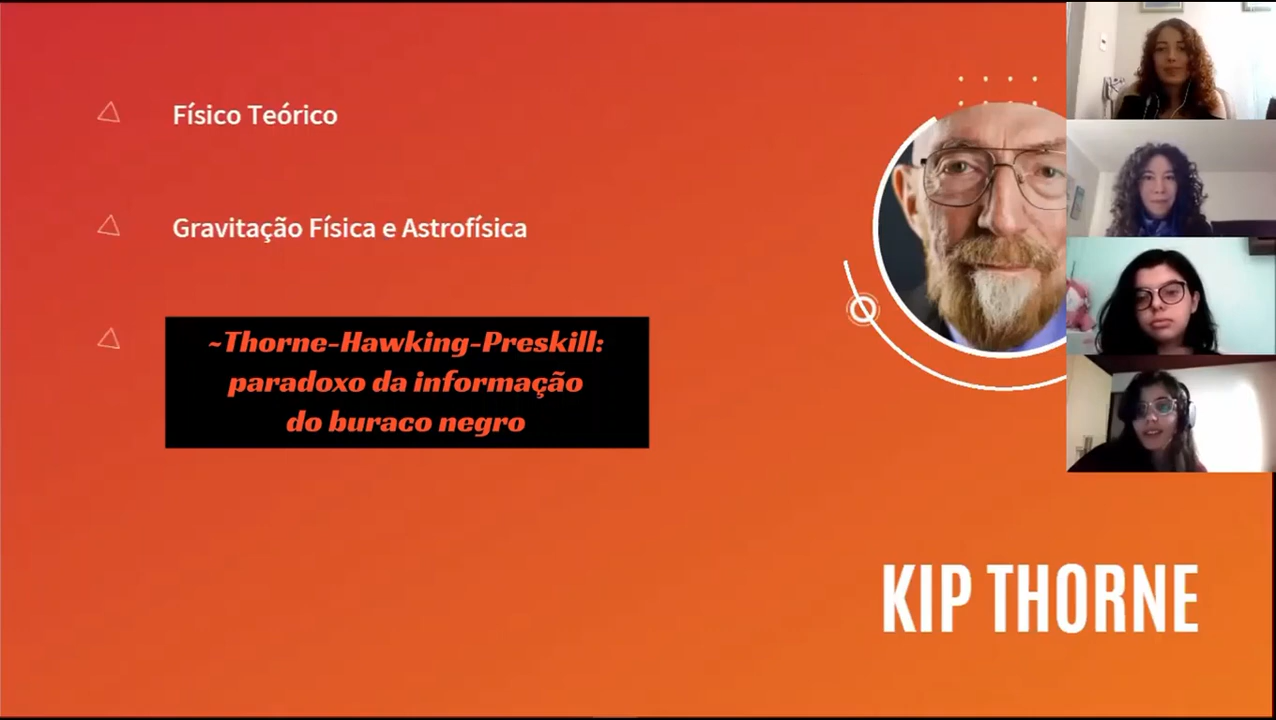 Físico Teórico
Gravitação Física e Astrofísica
~Thorne-Hawking-Preskill:
paradoxo da informação
do buraco negro
KIP THORNE